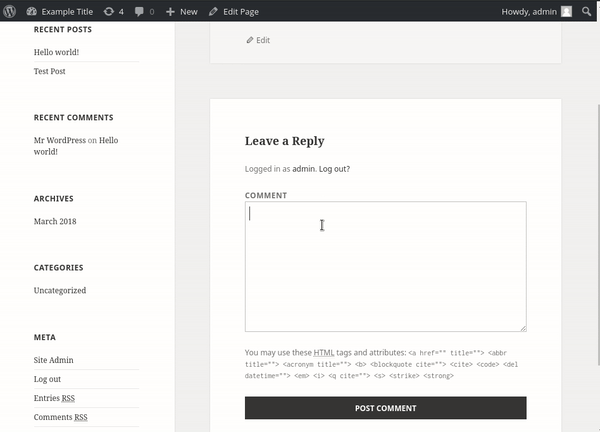 Example Title 4 0 New Edit Page Howdy, admin
RECENT POSTS
Hello world!
Test Post
RECENT COMMENTS
Mr WordPress on Hello
world!
ARCHIVES
March 2018
CATEGORIES
Uncategorized
META
Site Admin
Log out
Entries RSS
Comments RSS
Edit
Leave a Reply
Logged in as admin. Log out?
COMMENT
You may use these HTML tags and attributes: <a href="" title=""> <abbr
title=""> <acronym title=""> <b> <blockquote cite=""> <cite> <code> <del
datetime=""> <em> <i> <q cite=""> <s> <strike> <strong>
POST COMMENT